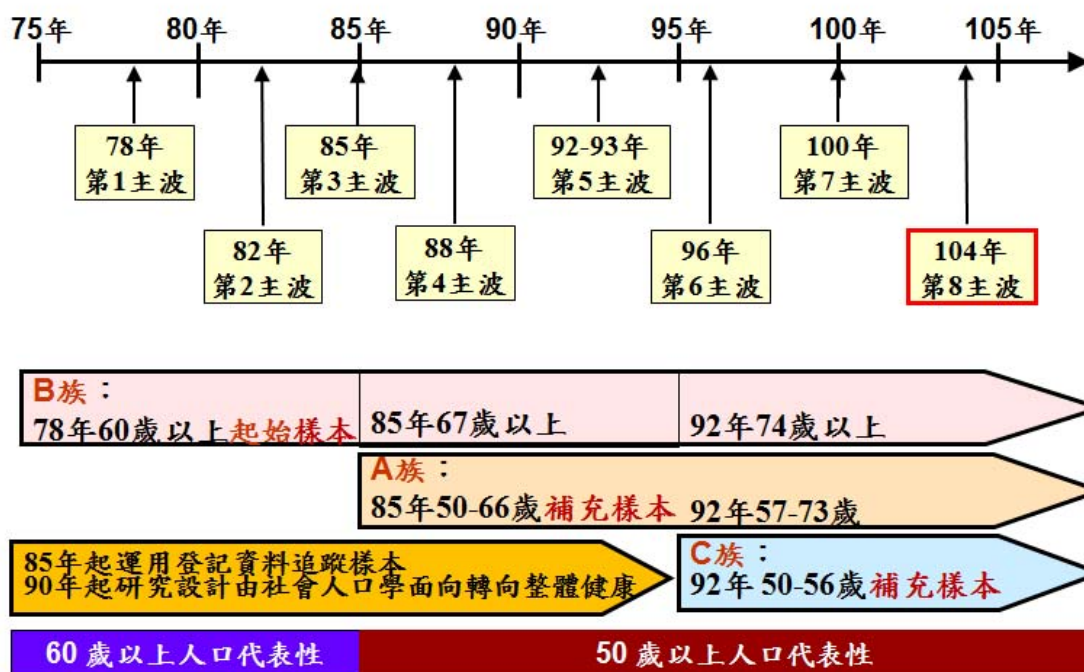 75年 80年 85年 90年 95年 100年 105年
78年
第1主波
85年
第3主波
92-93年
第5主波
100年
第7主波
82年
第2主波
88年
第4主波
96年
第6主波
104年
第8主波
B族：
78年60歲以上起始樣本
85年67歲以上
92年74歲以上
A族：
85年50-66歲補充樣本
92年57-73歲
85年起運用登記資料追蹤樣本
90年起研究設計由社會人口學面向轉向整體健康
C族：
92年50-56歲補充樣本
60 歲以上人口代表性
50 歲以上人口代表性